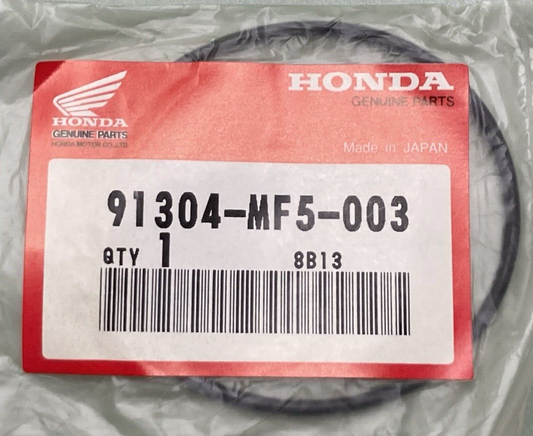 HONDA
GENUINE PARTS
HONDA MOTOR CO.,LTD.
HONDA
GENUINE PARTS
Made in JAPAN
91304-MF5-003
QTY 1 8B13